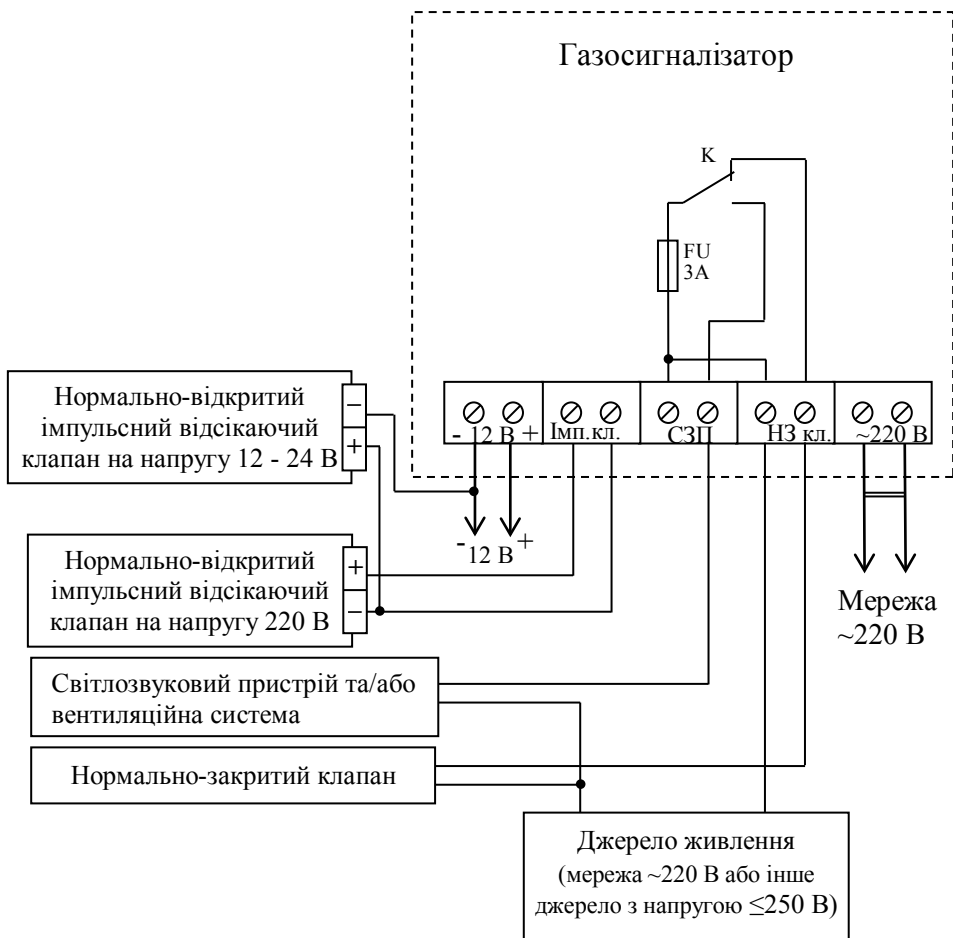 Газосигналізатор
K
FU
3А
Нормально-відкритий
імпульсний відсікаючий
клапан на напругу 12 - 24 В
–
+
- 12 В +
Імп.кл.
СЗП
НЗ кл.
~220 В
- 12 В +
Нормально-відкритий
імпульсний відсікаючий
клапан на напругу 220 В
+
–
Мережа
~220 В
Світлозвуковий пристрій та/або
вентиляційна система
Нормально-закритий клапан
Джерело живлення
(мережа ~220 В або інше
джерело з напругою ≤250 В)